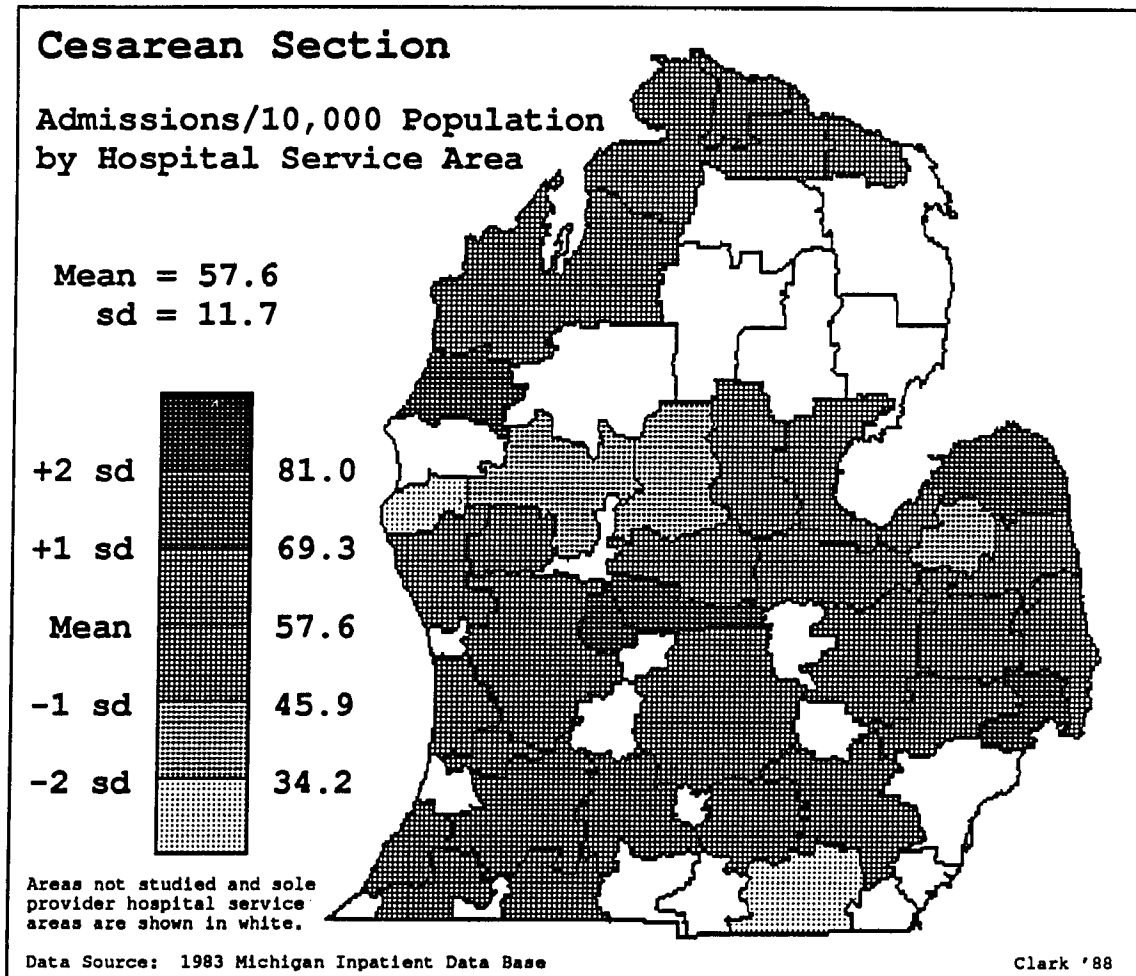 Cesarean Section
Admissions/10,000 Population
by Hospital Service Area
Mean = 57.6
sd = 11.7
+2 sd 81.0
+1 sd 69.3
Mean 57.6
-1 sd 45.9
-2 sd 34.2
Areas not studied and sole
provider hospital service
areas are shown in white.
Data Source: 1983 Michigan Inpatient Data Base
Clark '88